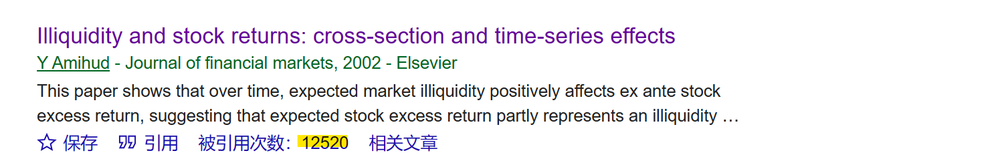 Illiquidity and stock returns: cross-section and time-series effects
Y Amihud - Journal of financial markets, 2002 - Elsevier
This paper shows that over time, expected market illiquidity positively affects ex ante stock
excess return, suggesting that expected stock excess return partly represents an illiquidity …
保存 引用 被引用次数：12520 相关文章